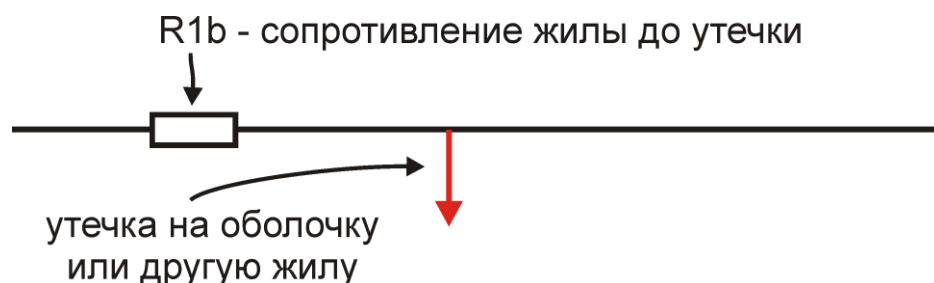 R1b - сопротивление жилы до утечки
утечка на оболочку
или другую жилу